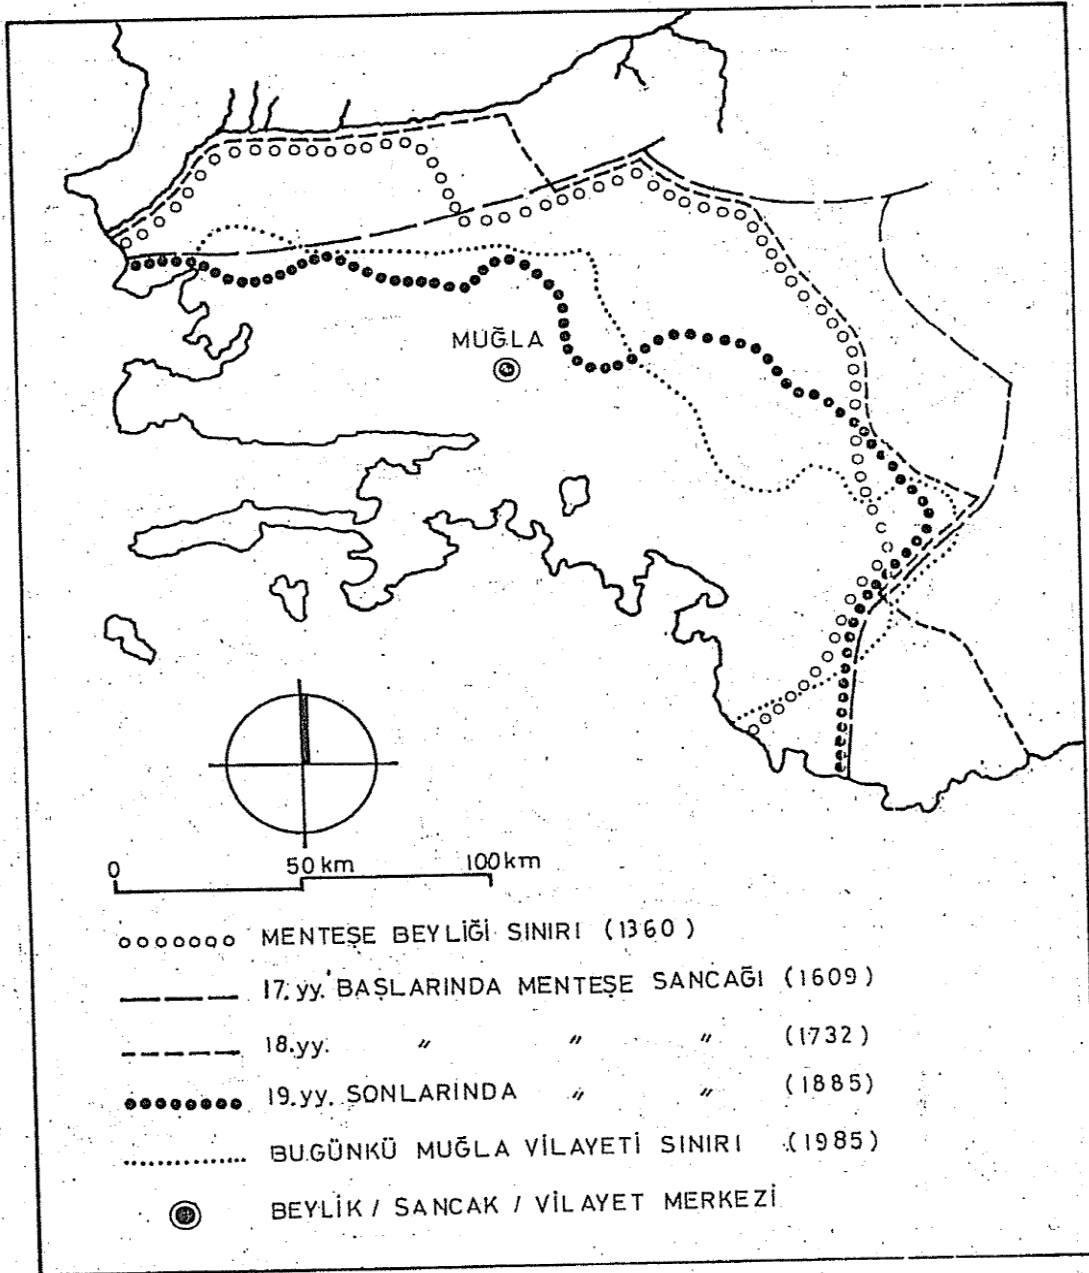 MUĞLA
0 50 km 100 km
MENTEŞE BEYLİĞİ SINIRI (1360)
17. yy. BAŞLARINDA MENTEŞE SANCAĞI (1609)
18. yy. " " " (1732)
19. yy. SONLARINDA " " (1885)
BUGÜNKÜ MUĞLA VİLAYETİ SINIRI (1985)
BEYLİK / SANCAK / VİLAYET MERKEZİ